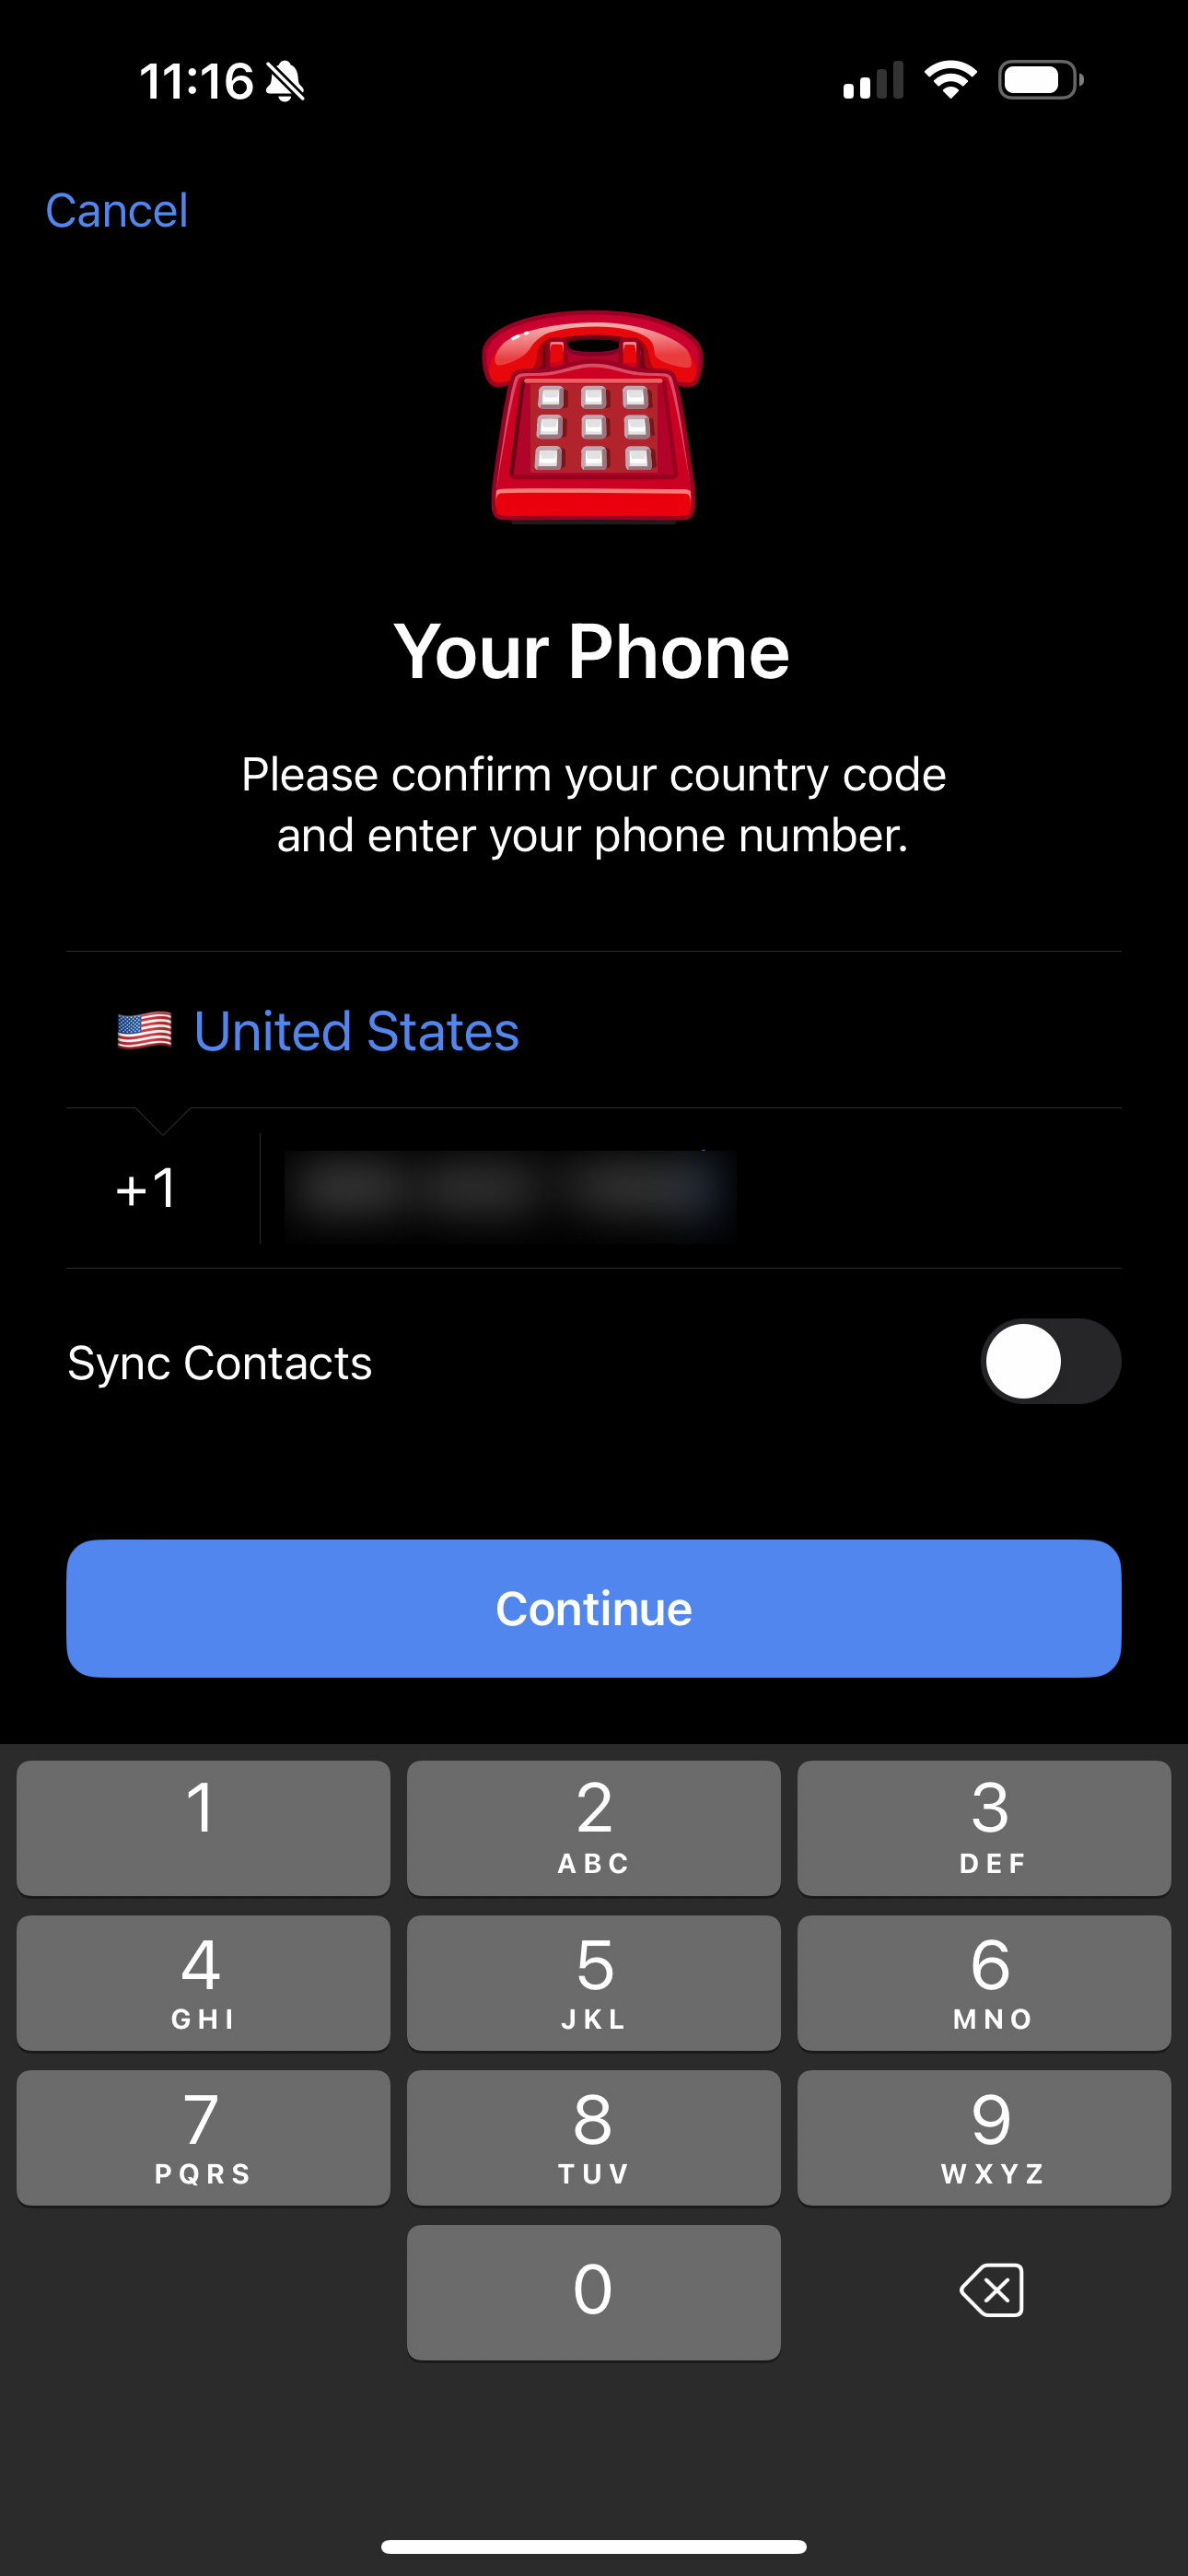 11:16
Cancel
Your Phone
Please confirm your country code
and enter your phone number.
🇺🇸 United States
+1
Sync Contacts
Continue
1
2
ABC
3
DEF
4
GHI
5
JKL
6
MNO
7
PQRS
8
TUV
9
WXYZ
0